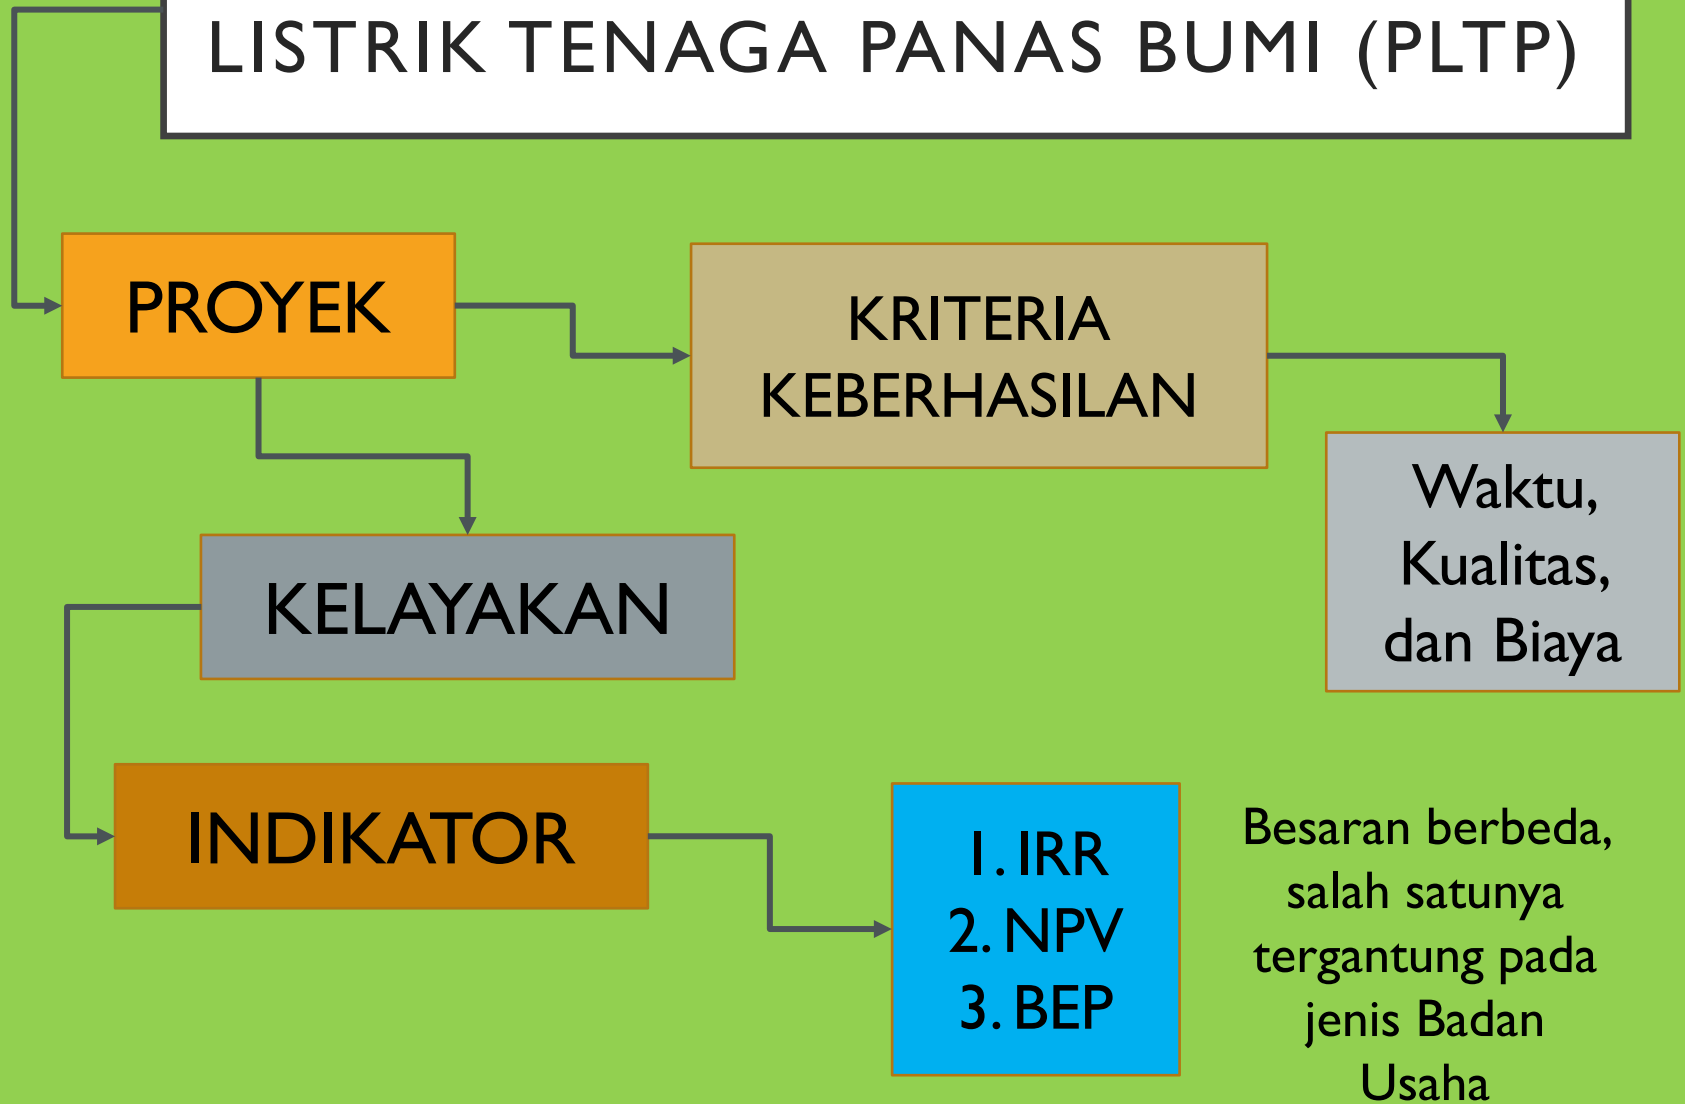 LISTRIK TENAGA PANAS BUMI (PLTP)
PROYEK
KRITERIA
KEBERHASILAN
Waktu,
Kualitas,
dan Biaya
KELAYAKAN
INDIKATOR
1. IRR
2. NPV
3. BEP
Besaran berbeda,
salah satunya
tergantung pada
jenis Badan
Usaha